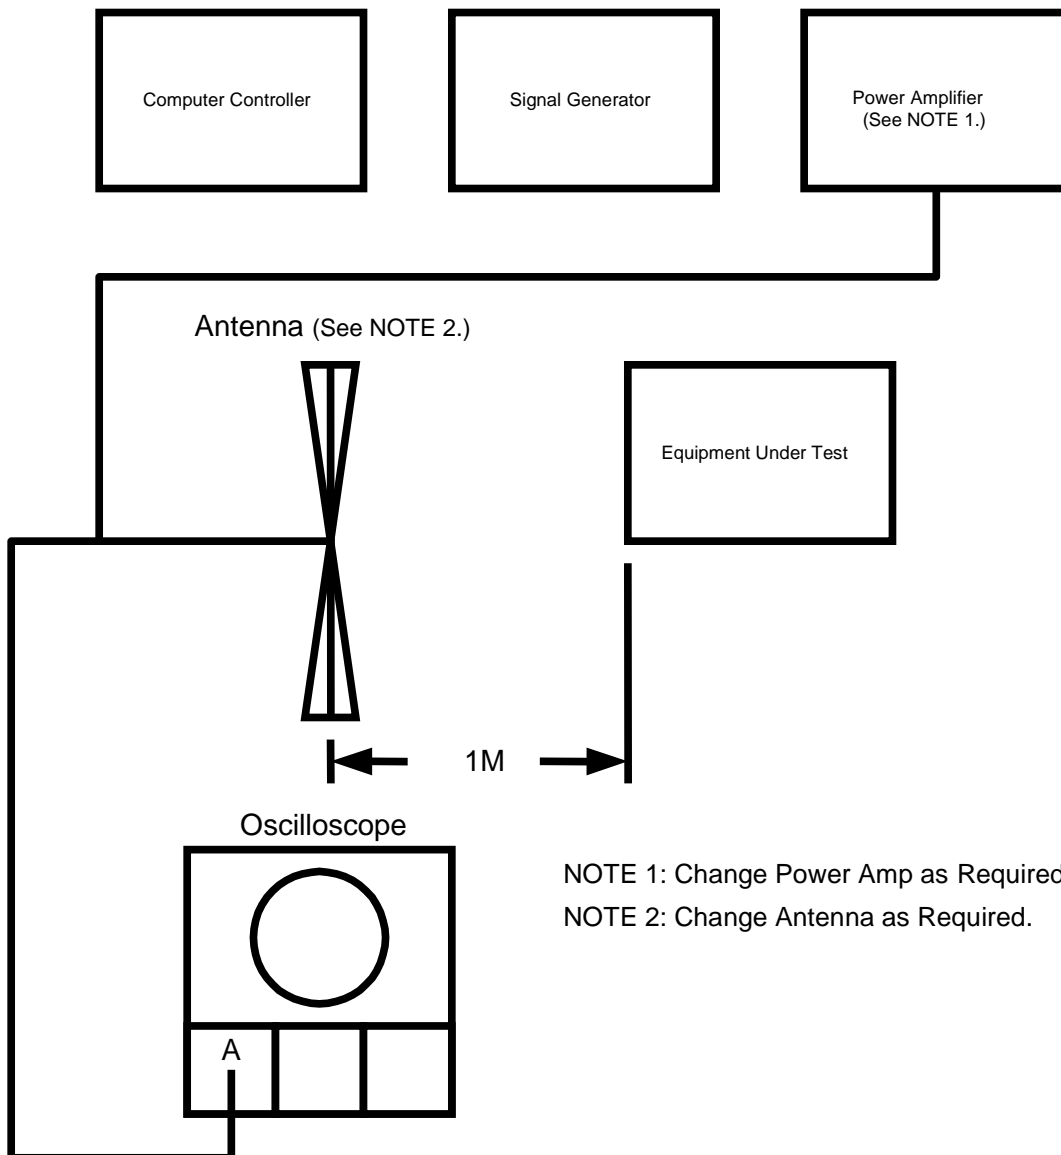 Computer Controller
Signal Generator
Power Amplifier
(See NOTE 1.)
Antenna (See NOTE 2.)
Equipment Under Test
1M
Oscilloscope
NOTE 1: Change Power Amp as Required
NOTE 2: Change Antenna as Required.
A